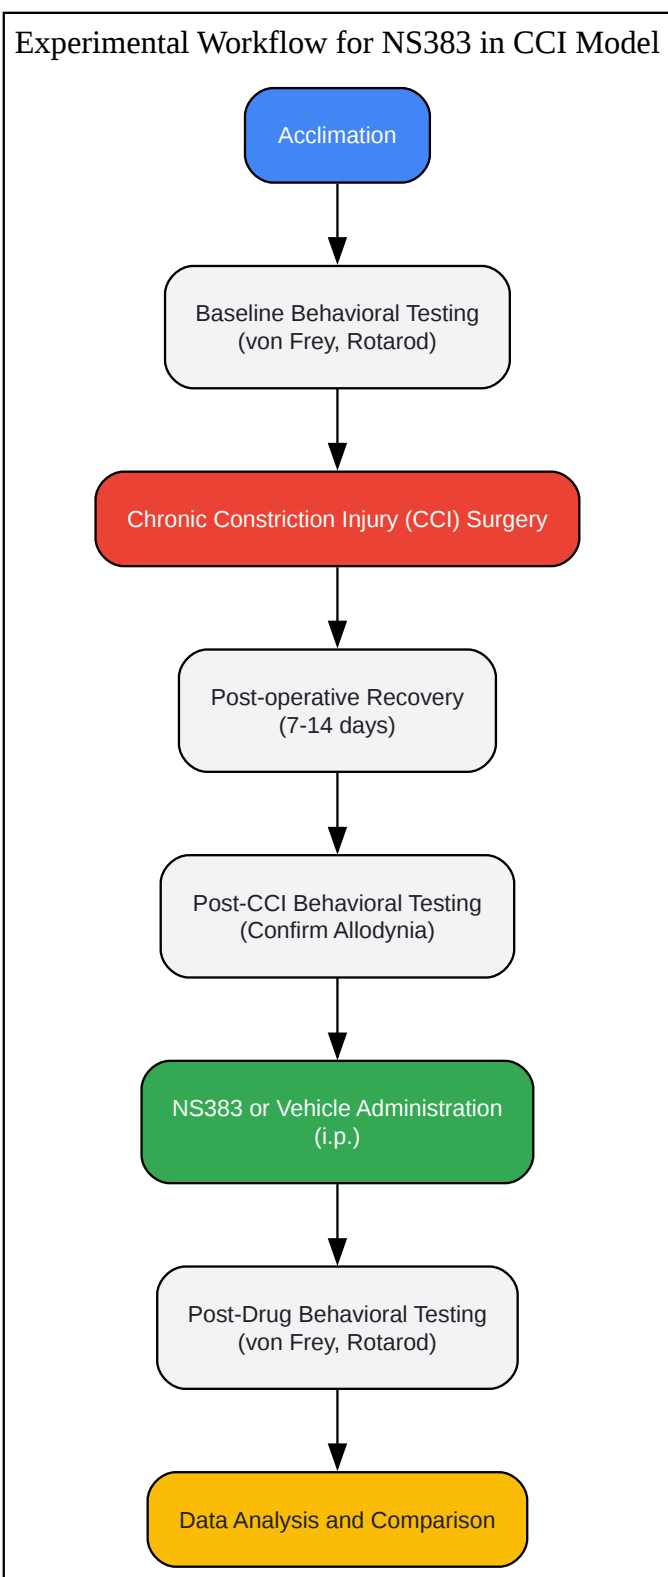 Experimental Workflow for NS383 in CCI Model
Acclimation
Baseline Behavioral Testing
(von Frey, Rotarod)
Chronic Constriction Injury (CCI) Surgery
Post-operative Recovery
(7-14 days)
Post-CCI Behavioral Testing
(Confirm Allodynia)
NS383 or Vehicle Administration
(i.p.)
Post-Drug Behavioral Testing
(von Frey, Rotarod)
Data Analysis and Comparison